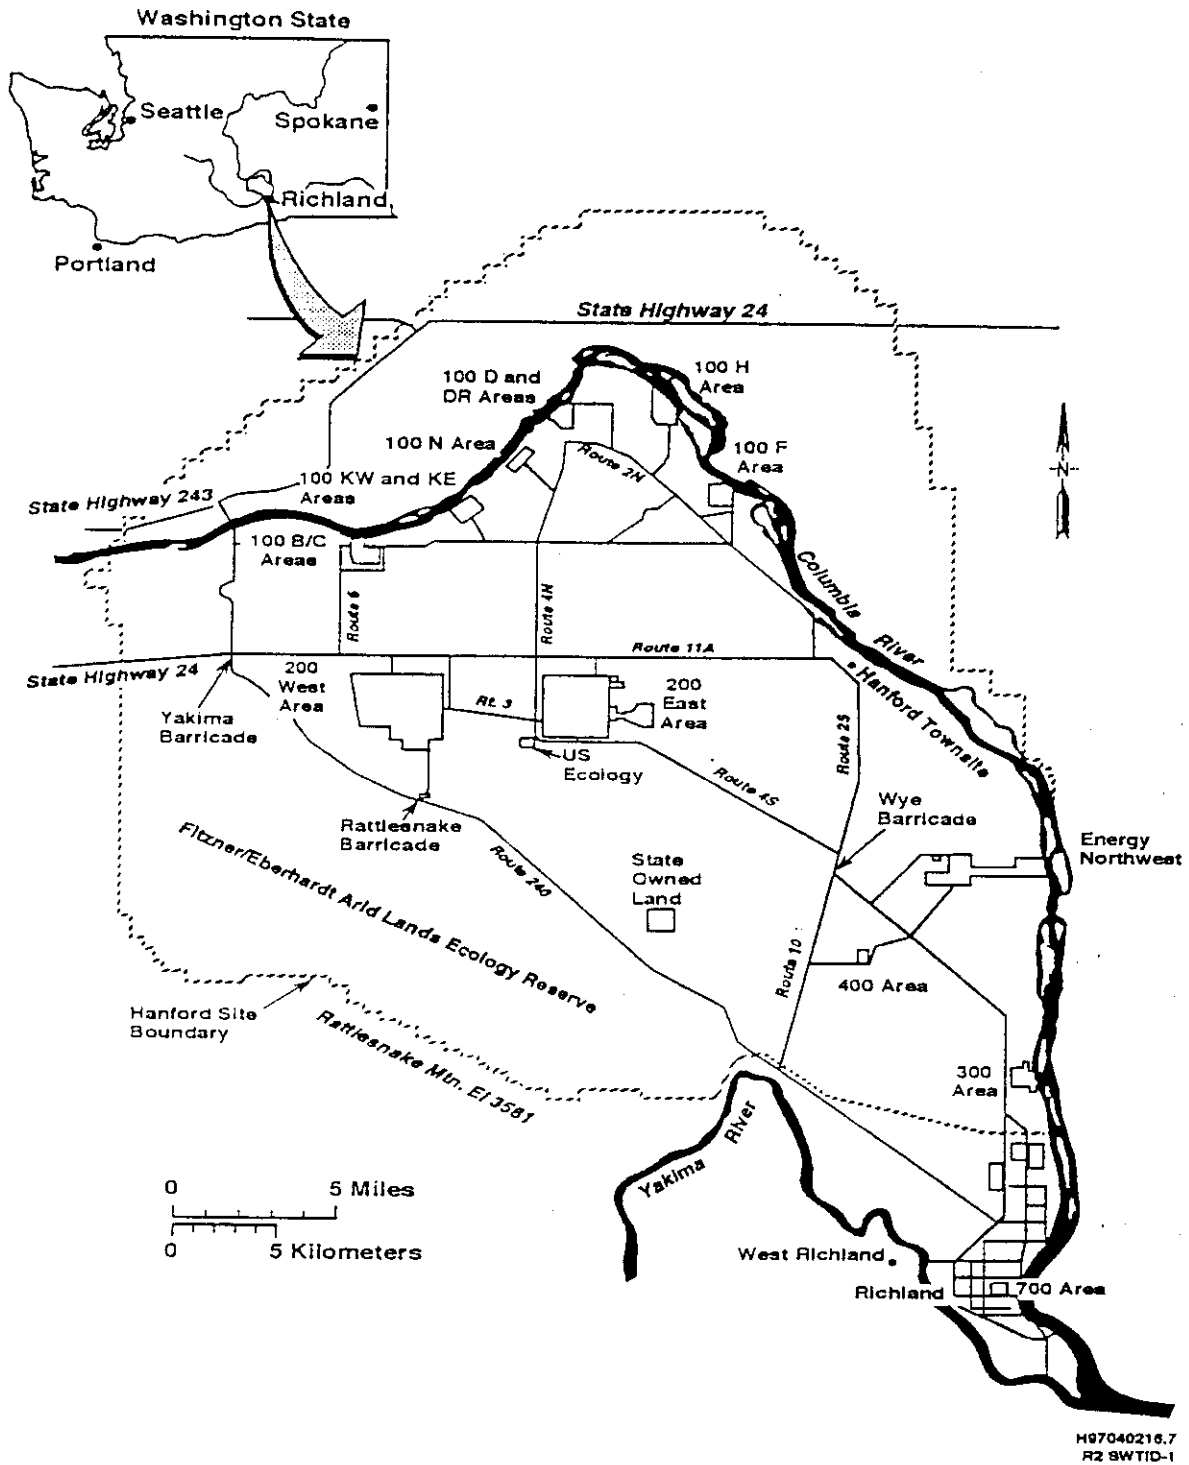 Washington State
Seattle
Spokane
Richland
Portland
State Highway 24
100 D and
DR Areas
100 H
Area
100 N Area
100 F
Area
Route 2N
100 KW and KE
Areas
State Highway 243
N
100 B/C
Areas
Columbia River
Route 6
Route 4N
Route 11A
State Highway 24
200
West
Area
Rt. 3
200
East
Area
Hanford Townsite
Yakima
Barricade
US
Ecology
Route 2S
Route 4S
Wye
Barricade
Rattlesnake
Barricade
Energy
Northwest
Fitzner/Eberhardt Arid Lands Ecology Reserve
Route 240
State
Owned
Land
Route 10
400 Area
Hanford Site
Boundary
Rattlesnake Mtn. El 3581
300
Area
Yakima River
0 5 Miles
0 5 Kilometers
West Richland
Richland
700 Area
H97040216.7
R2 SWTID-1